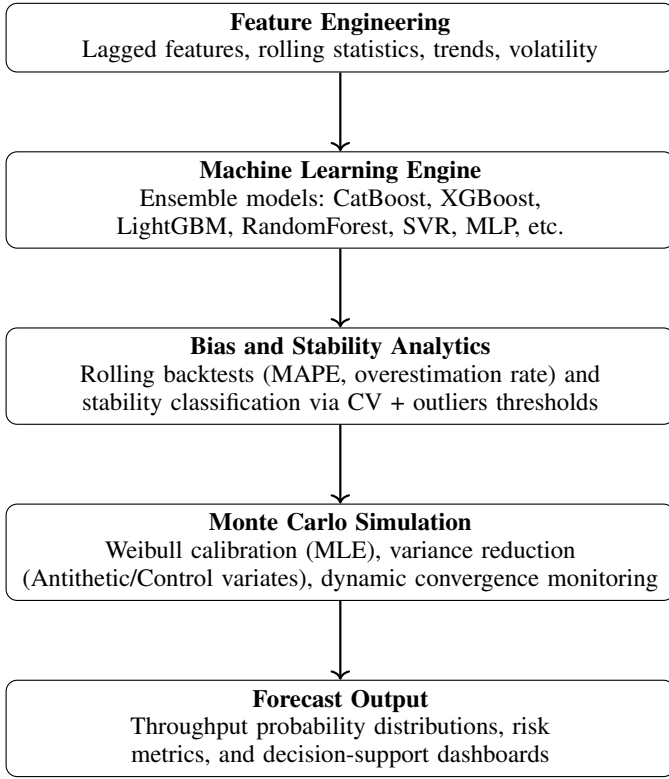 Feature Engineering
Lagged features, rolling statistics, trends, volatility
Machine Learning Engine
Ensemble models: CatBoost, XGBoost,
LightGBM, RandomForest, SVR, MLP, etc.
Bias and Stability Analytics
Rolling backtests (MAPE, overestimation rate) and
stability classification via CV + outliers thresholds
Monte Carlo Simulation
Weibull calibration (MLE), variance reduction
(Antithetic/Control variates), dynamic convergence monitoring
Forecast Output
Throughput probability distributions, risk
metrics, and decision-support dashboards